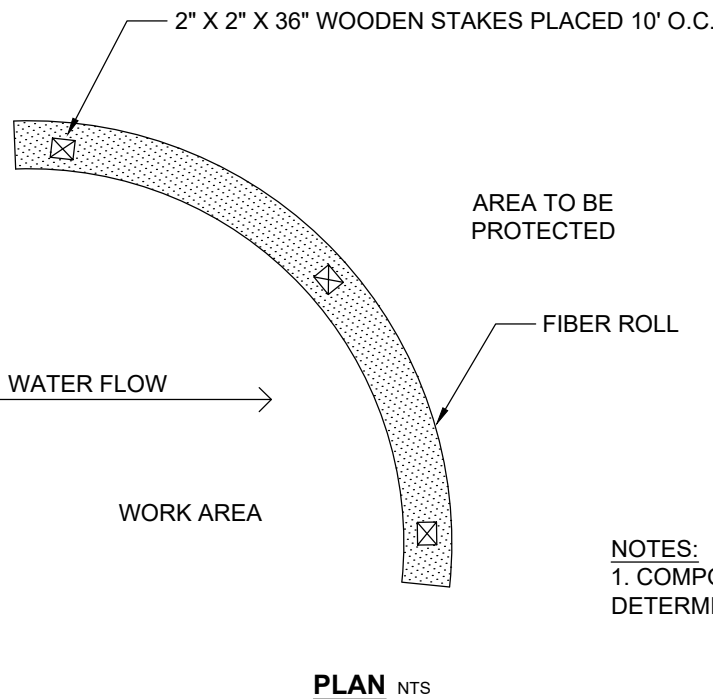 2" X 2" X 36" WOODEN STAKES PLACED 10' O.C.
AREA TO BE
PROTECTED
FIBER ROLL
WATER FLOW
WORK AREA
NOTES:
1.
PLAN NTS